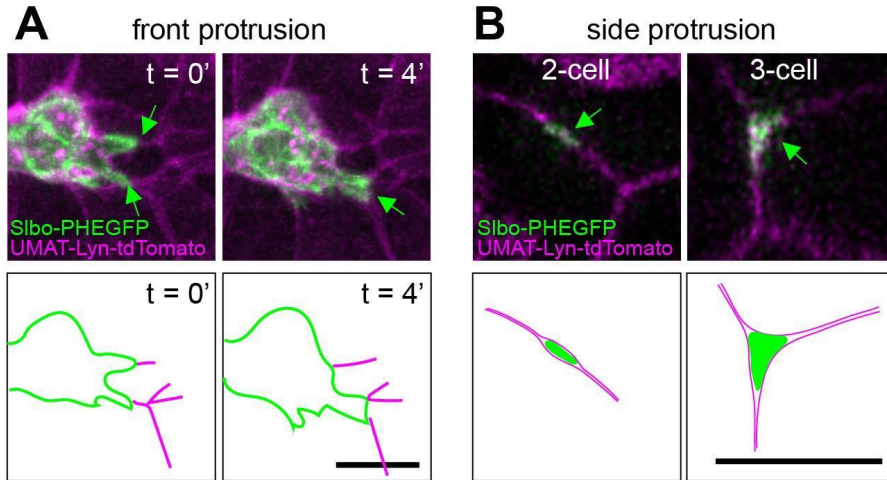 A front protrusion
t = 0’
t = 4’
Slbo-PHEGFP
UMAT-Lyn-tdTomato
t = 0’
t = 4’
B side protrusion
2-cell
3-cell
Slbo-PHEGFP
UMAT-Lyn-tdTomato